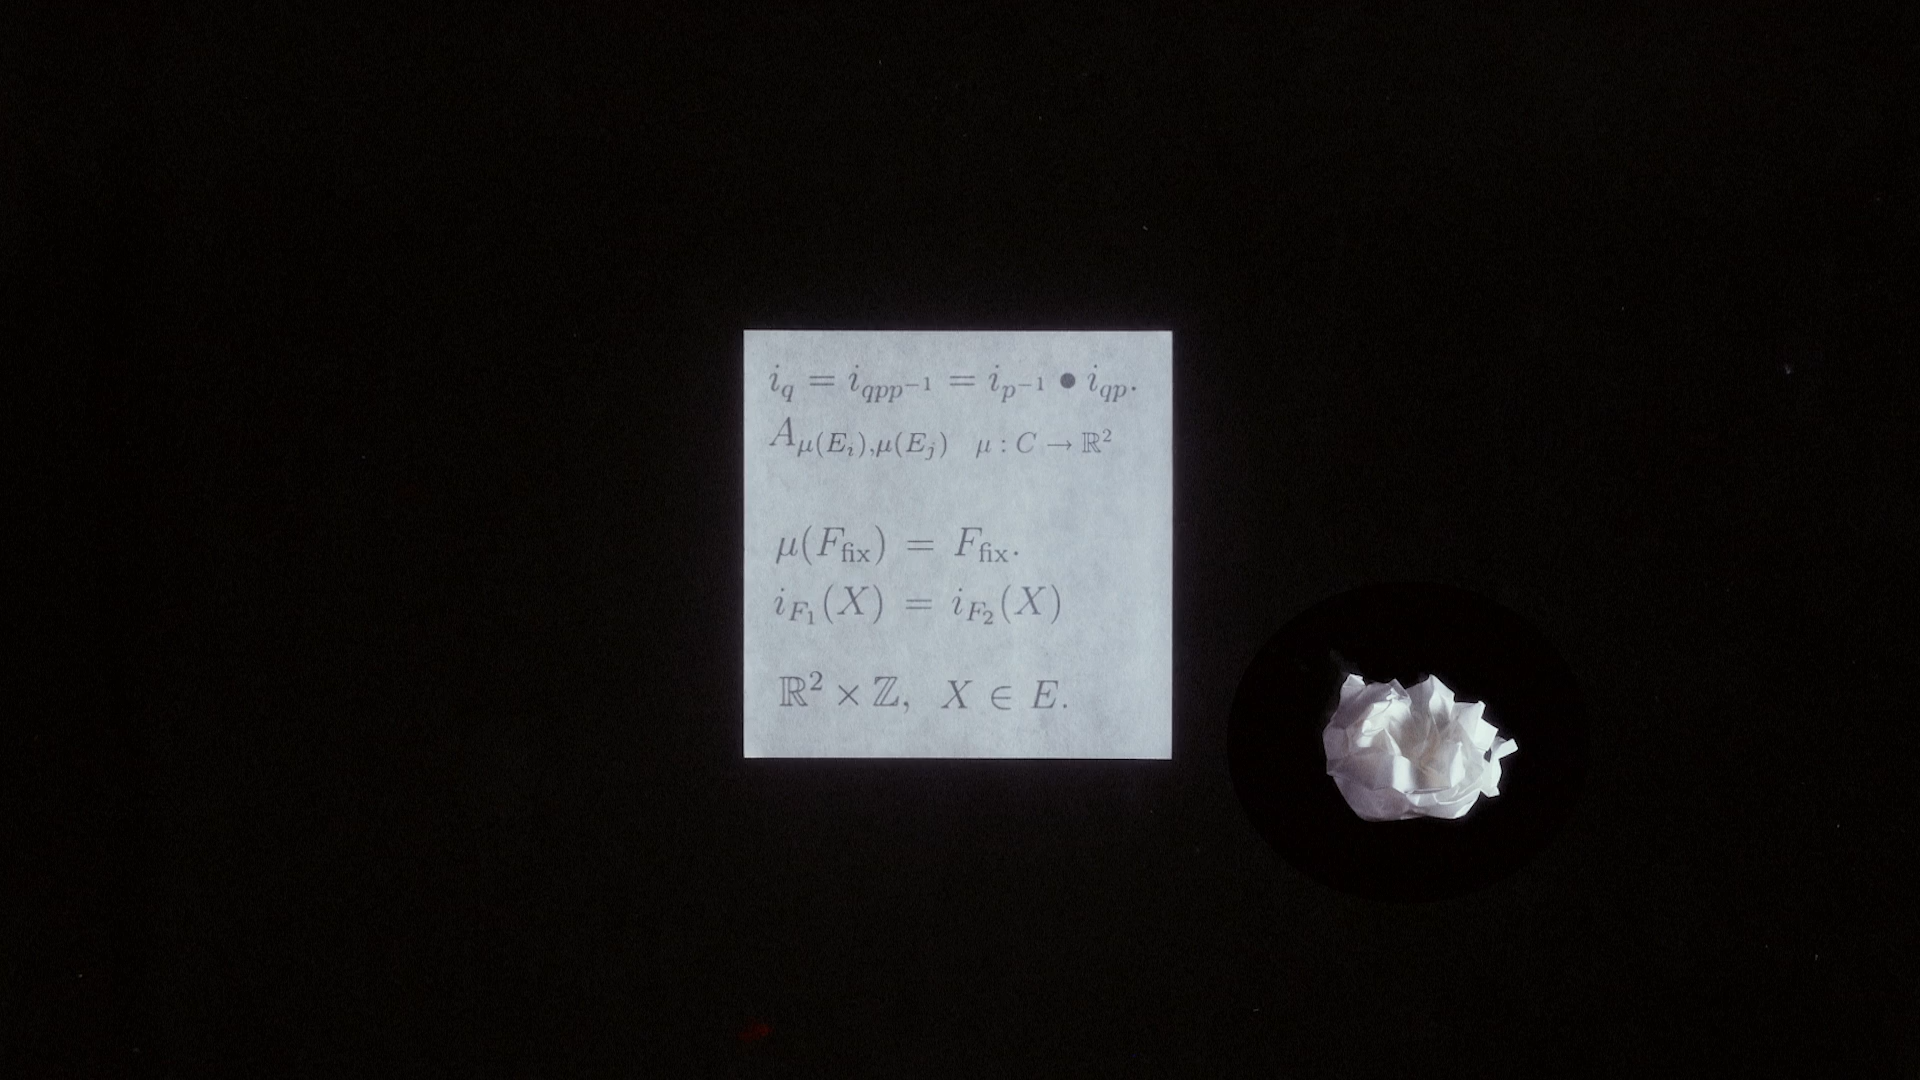 i_q = i_{qpp^{-1}} = i_{p^{-1}} • i_{qp}.
A_{μ(E_i),μ(E_j)} μ : C → ℝ²
μ(F_fix) = F_fix.
i_{F_1}(X) = i_{F_2}(X)
ℝ² × ℤ, X ∈ E.